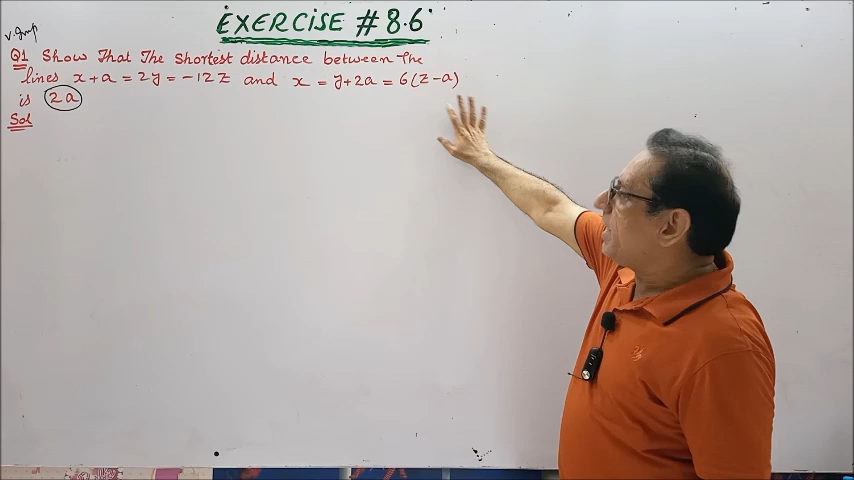 EXERCISE # 8.6
V. Imp
Q1 Show That The shortest distance between The
lines x + a = 2y = -12z and x = y + 2a = 6(z - a)
is 2a
Sol